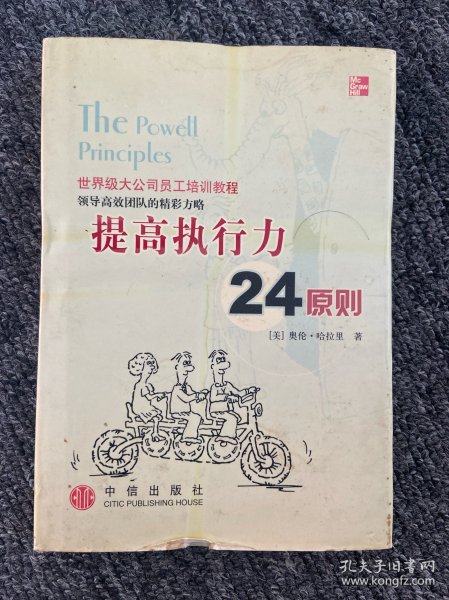 Mc
Graw
Hill
The Powell
Principles
世界级大公司员工培训教程
领导高效团队的精彩方略
提高执行力
24原则
[美] 奥伦·哈拉里 著
中信出版社
CITIC PUBLISHING HOUSE
孔夫子旧书网
www.kongfz.com